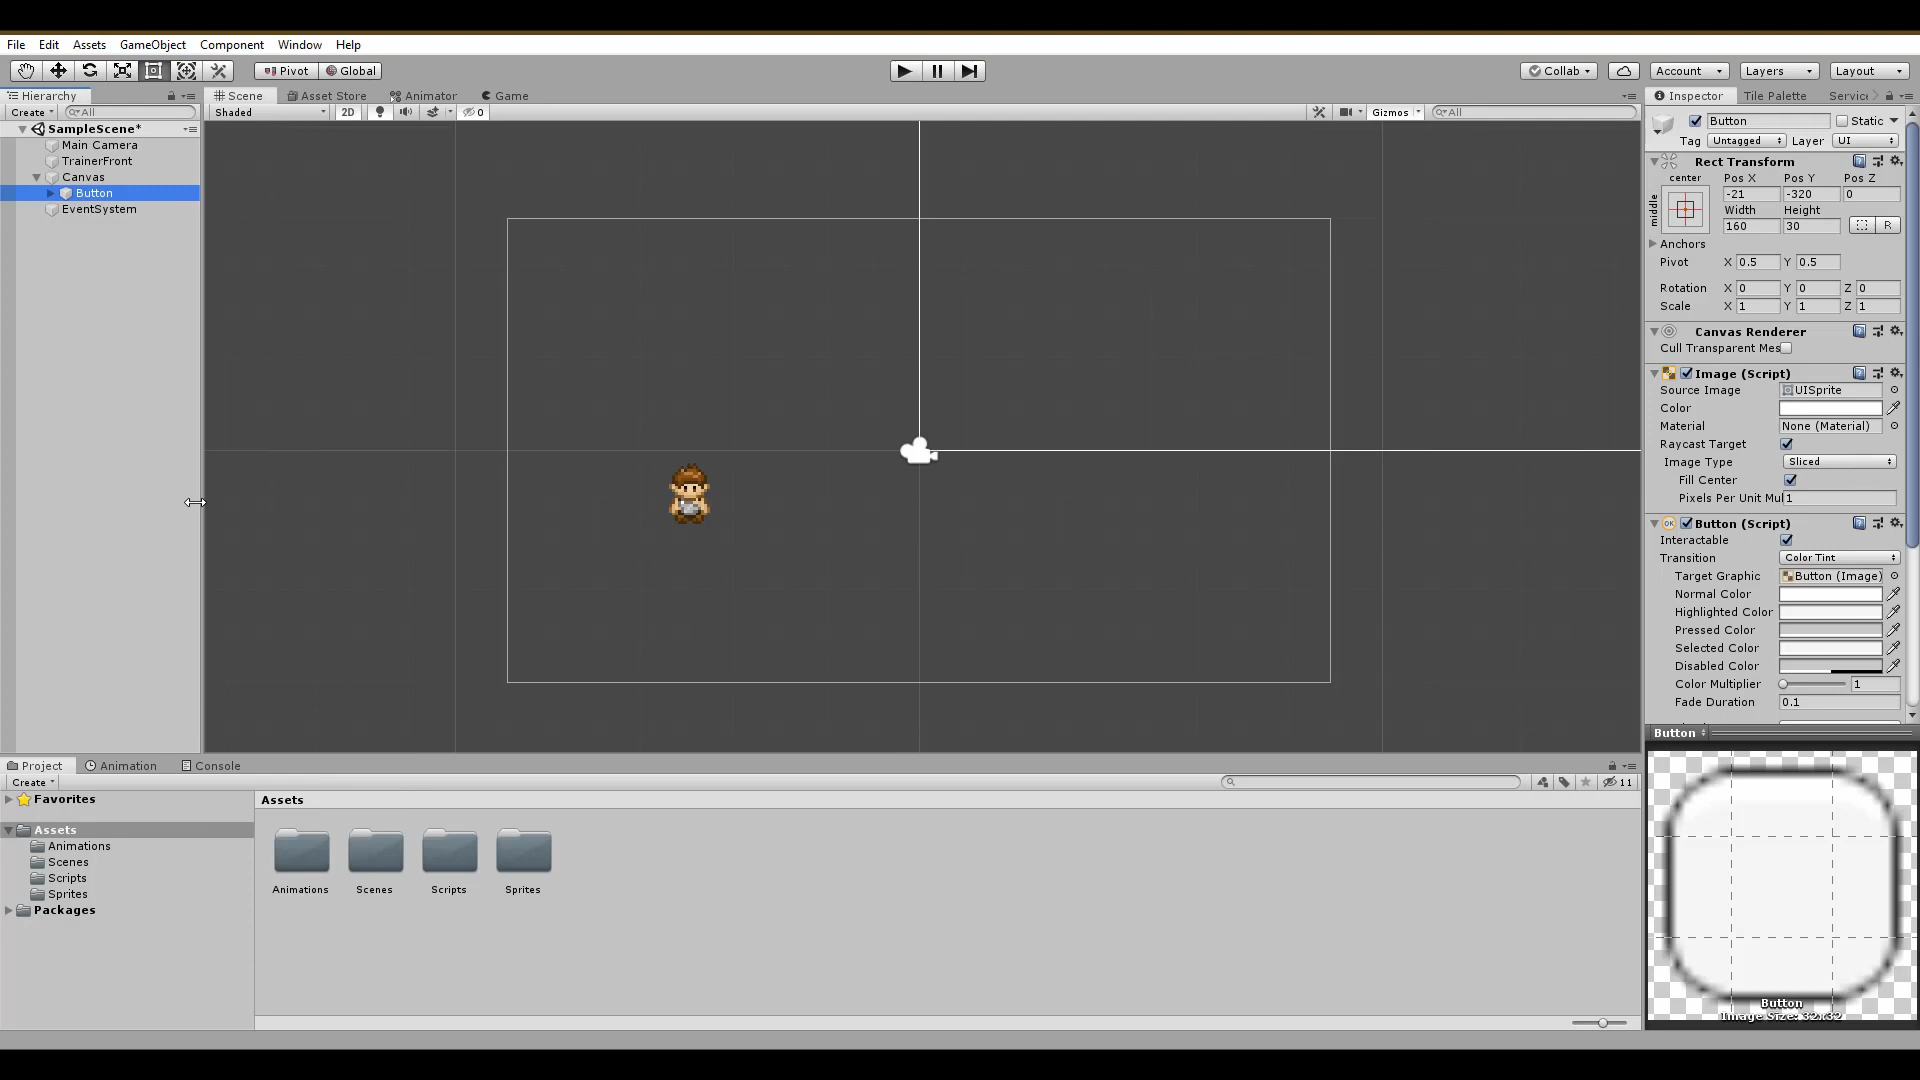 File Edit Assets GameObject Component Window Help
Pivot Global Collab Account Layers Layout
Hierarchy Scene Asset Store Animator Game Inspector Tile Palette Servic
Create All Shaded 2D 0 Gizmos All
SampleScene*
Main Camera
TrainerFront
Canvas
Button
EventSystem
Button Static
Tag Untagged Layer UI
Rect Transform
center Pos X Pos Y Pos Z
middle -21 -320 0
Width Height
160 30 R
Anchors
Pivot X 0.5 Y 0.5
Rotation X 0 Y 0 Z 0
Scale X 1 Y 1 Z 1
Canvas Renderer
Cull Transparent Mes
Image (Script)
Source Image UISprite
Color
Material None (Material)
Raycast Target
Image Type Sliced
Fill Center
Pixels Per Unit Mul 1
OK Button (Script)
Interactable
Transition Color Tint
Target Graphic Button (Image)
Normal Color
Highlighted Color
Pressed Color
Selected Color
Disabled Color
Color Multiplier 1
Fade Duration 0.1
Button
Button
Image Size: 32x32
Project Animation Console
Create 11
Favorites
Assets
Animations
Scenes
Scripts
Sprites
Packages
Assets
Animations Scenes Scripts Sprites